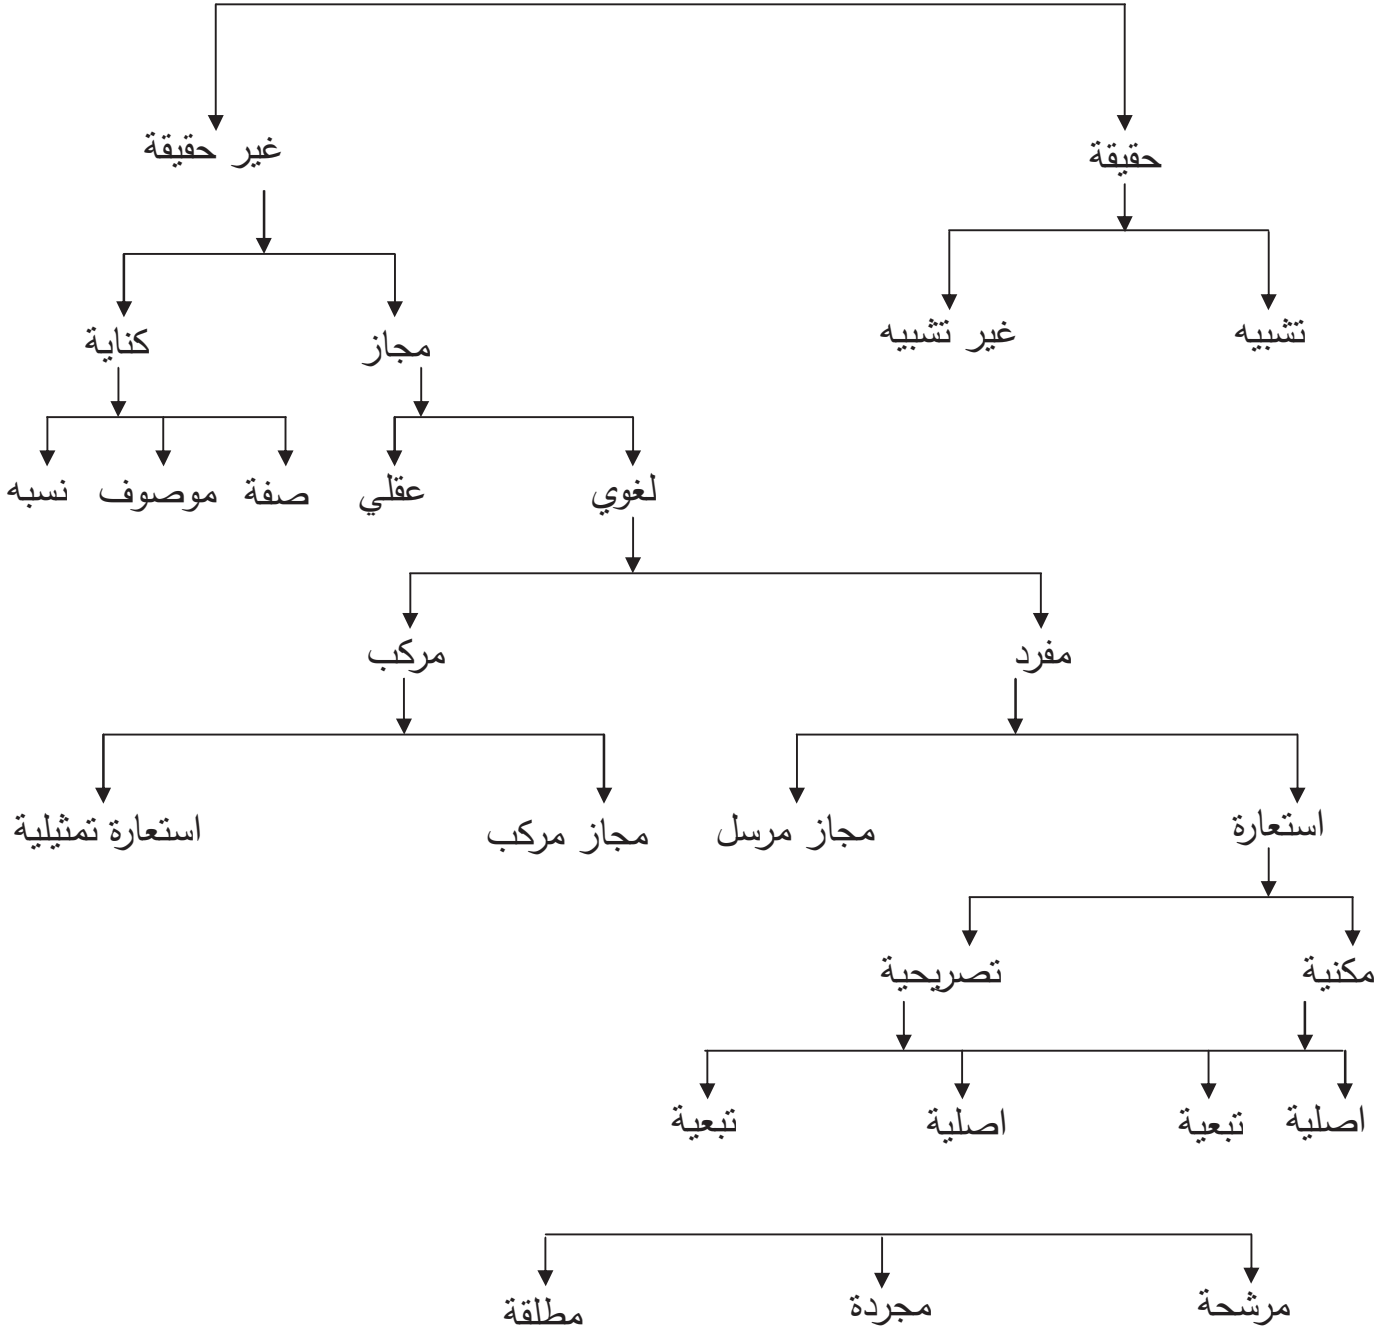 حقيقة
غير حقيقة
تشبيه
غير تشبيه
مجاز
كناية
لغوي
عقلي
صفة
موصوف
نسبه
مفرد
مركب
استعارة
مجاز مرسل
مجاز مركب
استعارة تمثيلية
مكنية
تصريحية
اصلية
تبعية
اصلية
تبعية
مرشحة
مجردة
مطلقة